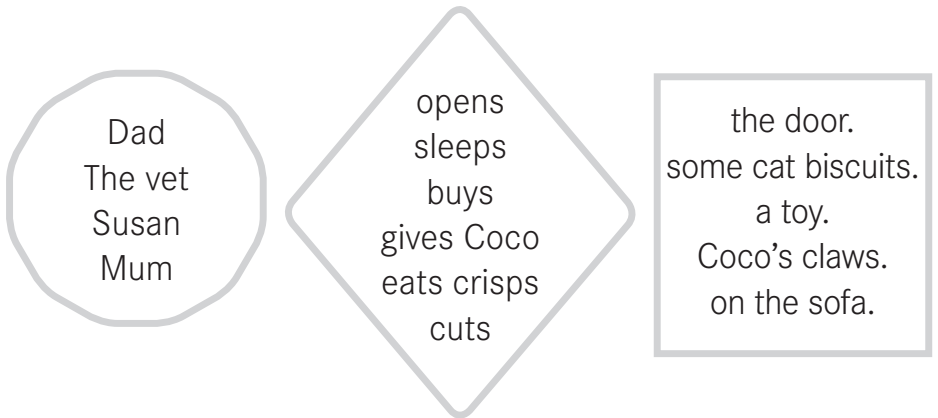 Dad
The vet
Susan
Mum
opens
sleeps
buys
gives Coco
eats crisps
cuts
the door.
some cat biscuits.
a toy.
Coco's claws.
on the sofa.